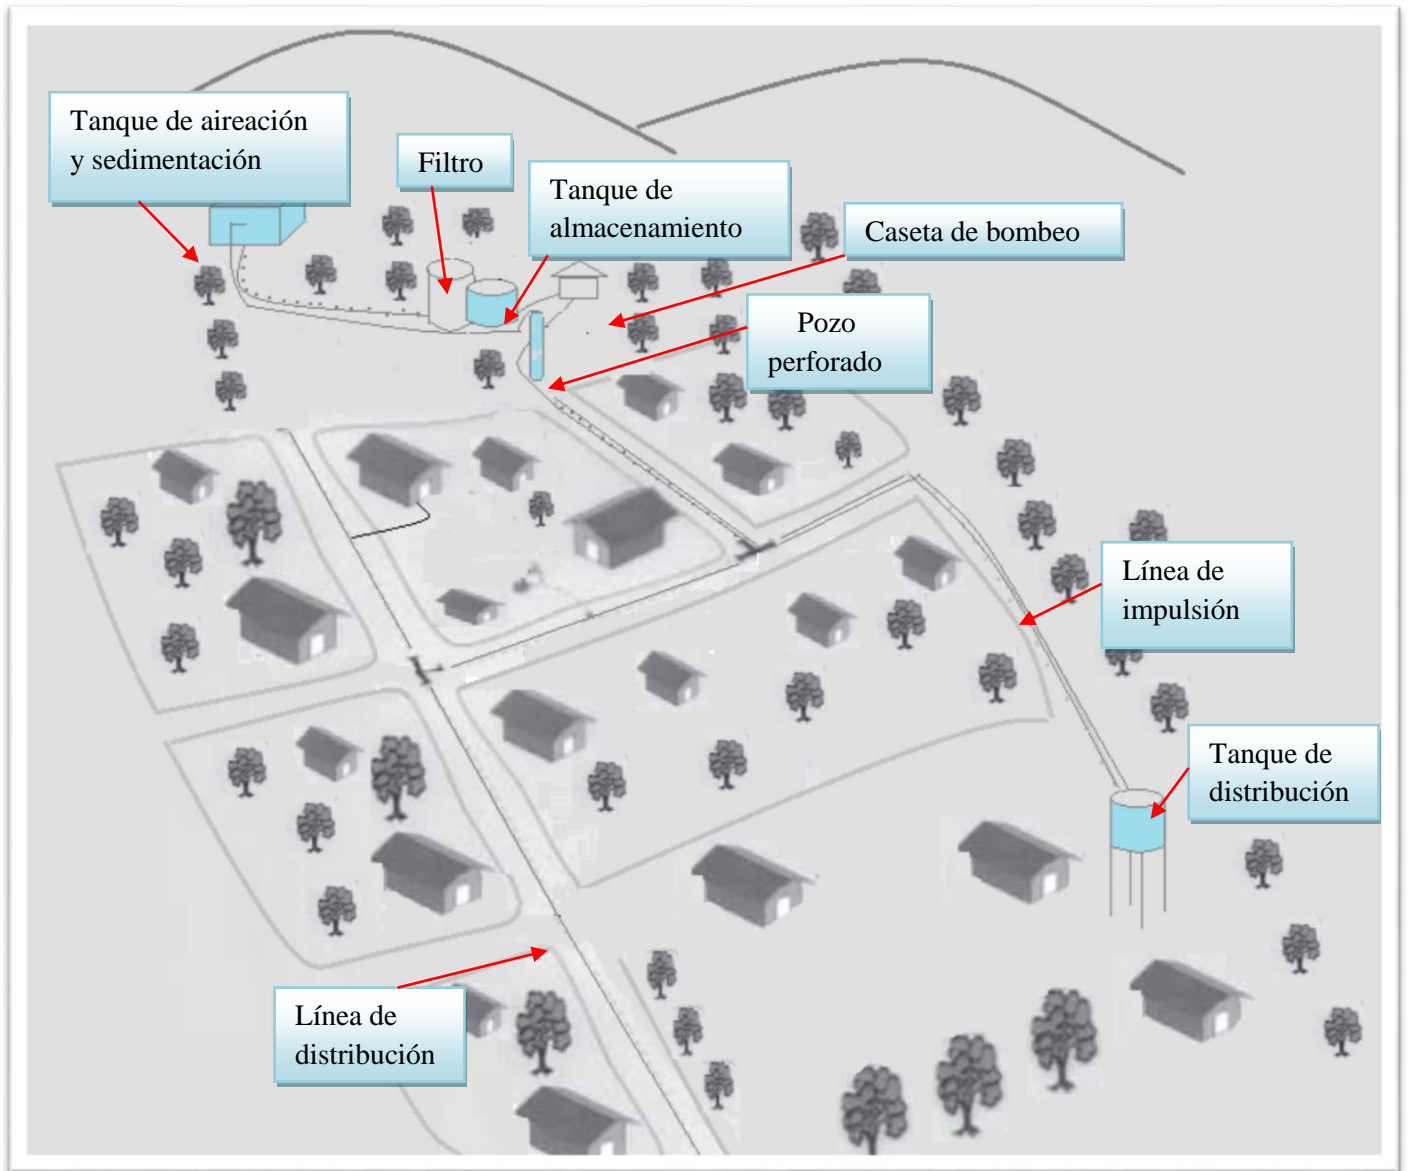 Tanque de aireación
y sedimentación
Filtro
Tanque de
almacenamiento
Caseta de bombeo
Pozo
perforado
Línea de
impulsión
Tanque de
distribución
Línea de
distribución